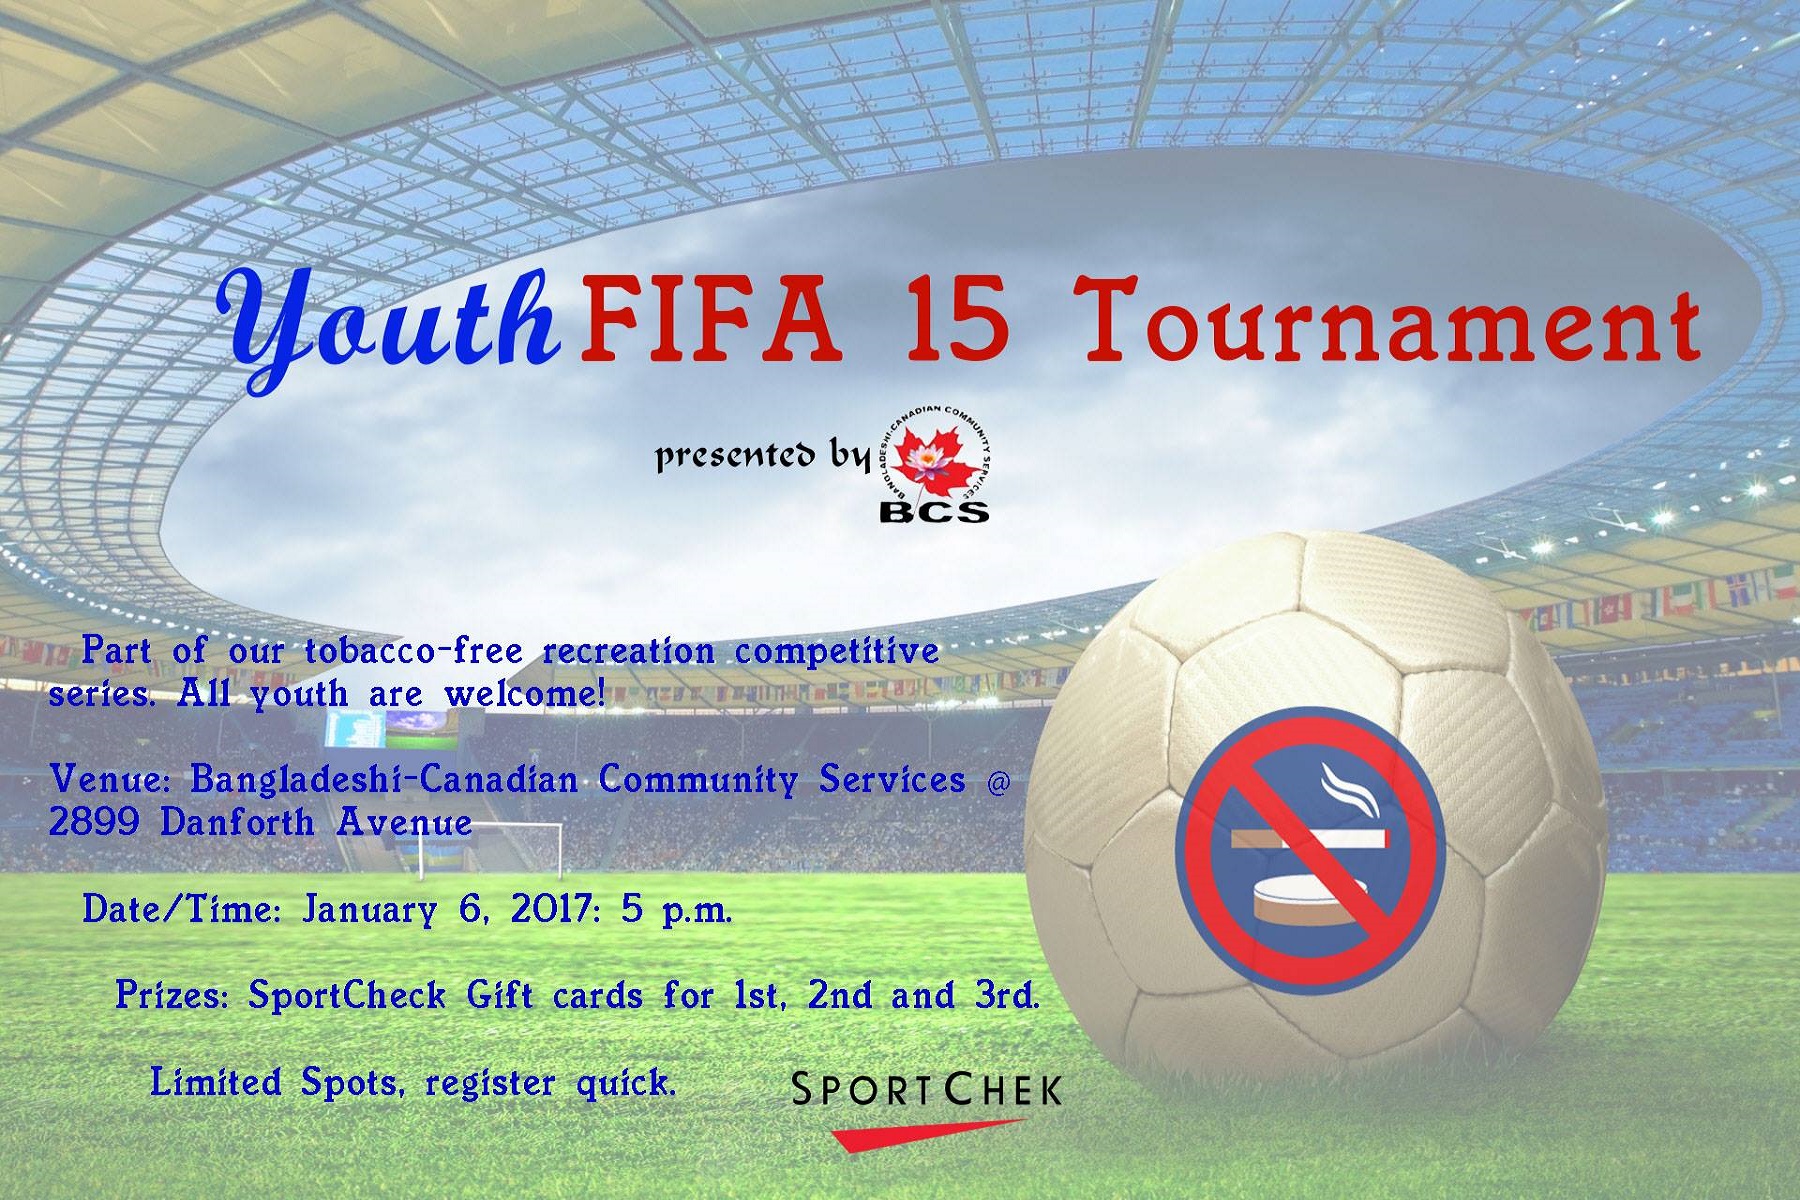 Youth FIFA 15 Tournament
presented by
BANGLADESHI-CANADIAN COMMUNITY SERVICES
BCS
Part of our tobacco-free recreation competitive
series. All youth are welcome!
Venue: Bangladeshi-Canadian Community Services @
2899 Danforth Avenue
Date/Time: January 6, 2017: 5 p.m.
Prizes: SportCheck Gift cards for 1st, 2nd and 3rd.
Limited Spots, register quick.
SPORT CHEK